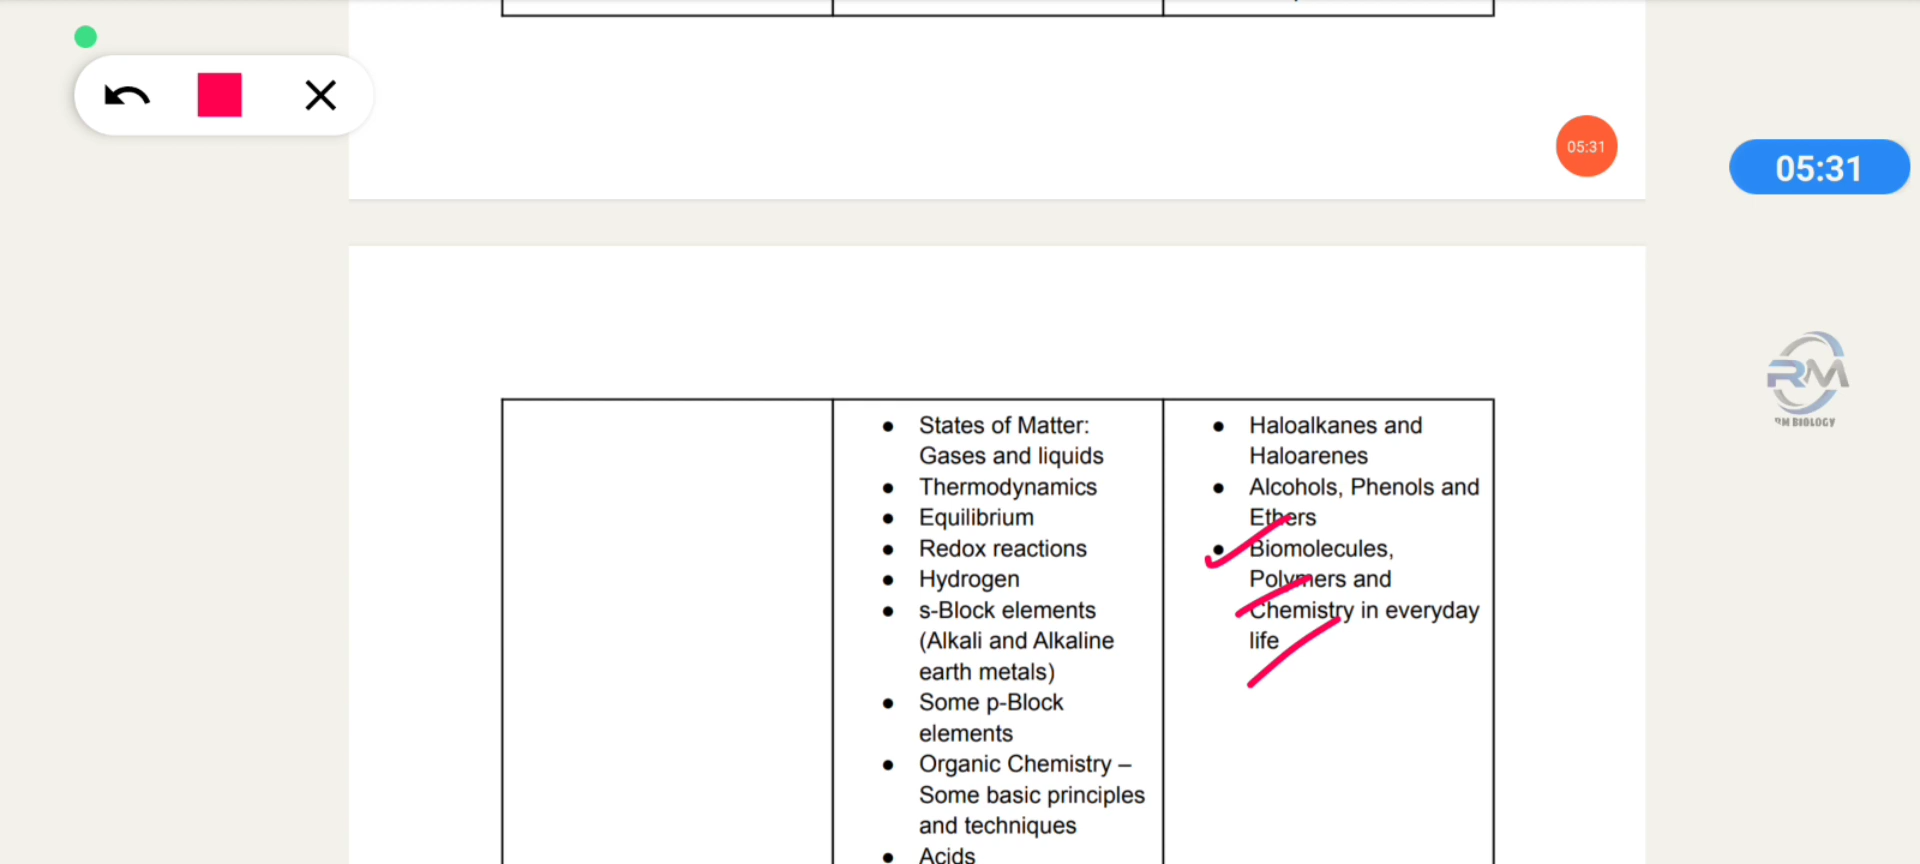 05:31
05:31
RM
RM BIOLOGY
● States of Matter:
Gases and liquids
● Thermodynamics
● Equilibrium
● Redox reactions
● Hydrogen
● s-Block elements
(Alkali and Alkaline
earth metals)
● Some p-Block
elements
● Organic Chemistry –
Some basic principles
and techniques
● Acids
● Haloalkanes and
Haloarenes
● Alcohols, Phenols and
Ethers
● Biomolecules,
Polymers and
Chemistry in everyday
life